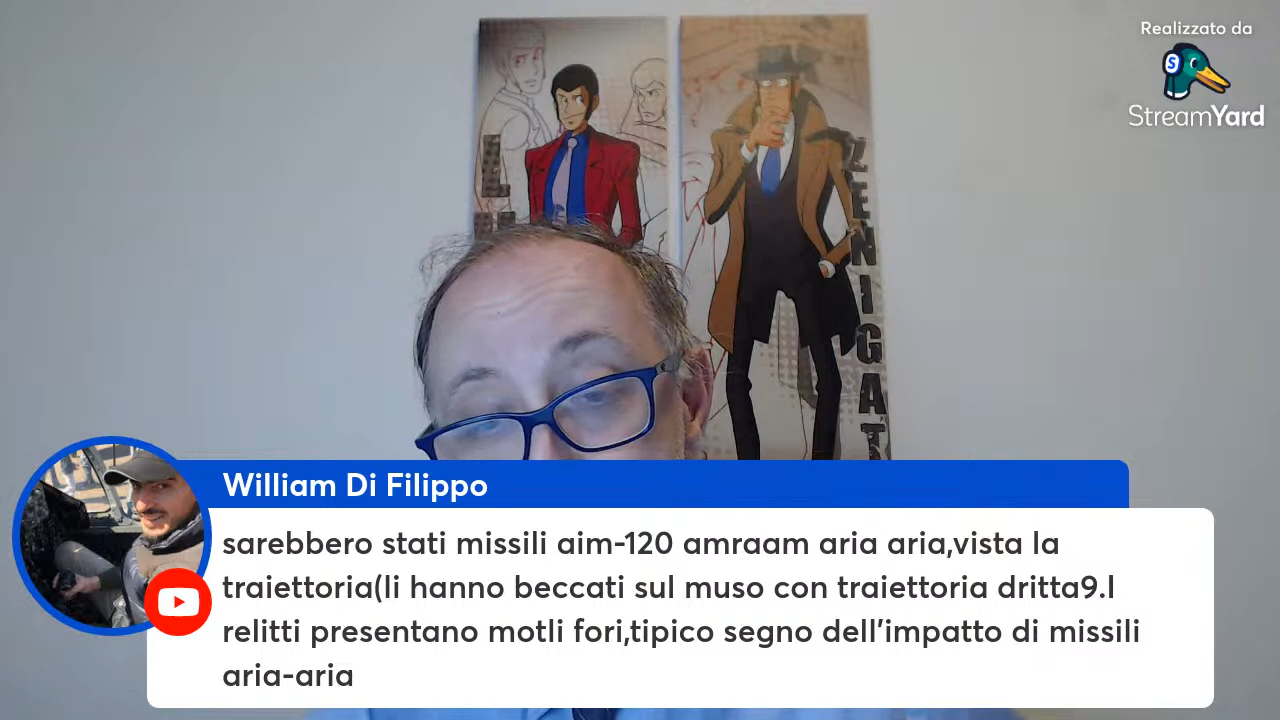 Realizzato da
StreamYard
ZENIGAT
William Di Filippo
sarebbero stati missili aim-120 amraam aria aria,vista la
traiettoria(li hanno beccati sul muso con traiettoria dritta9.I
relitti presentano motli fori,tipico segno dell'impatto di missili
aria-aria